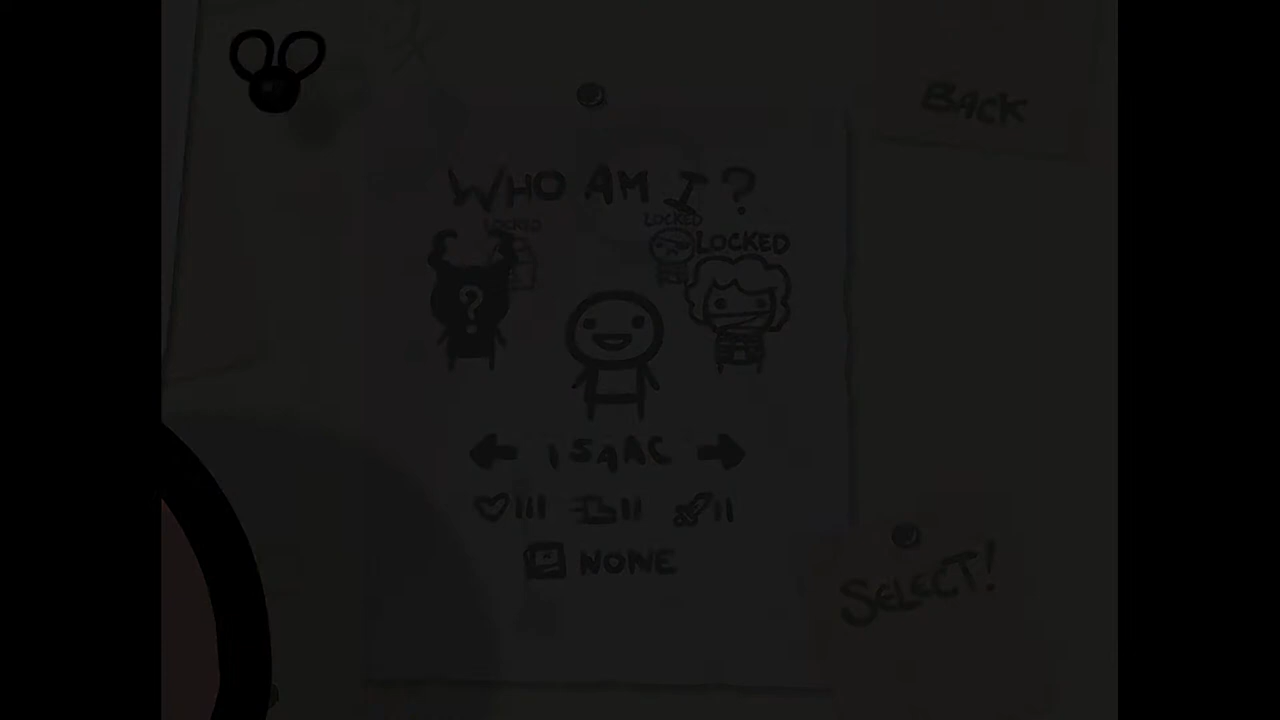 BACK
WHO AM I?
LOCKED
LOCKED
LOCKED
?
ISAAC
NONE
SELECT!